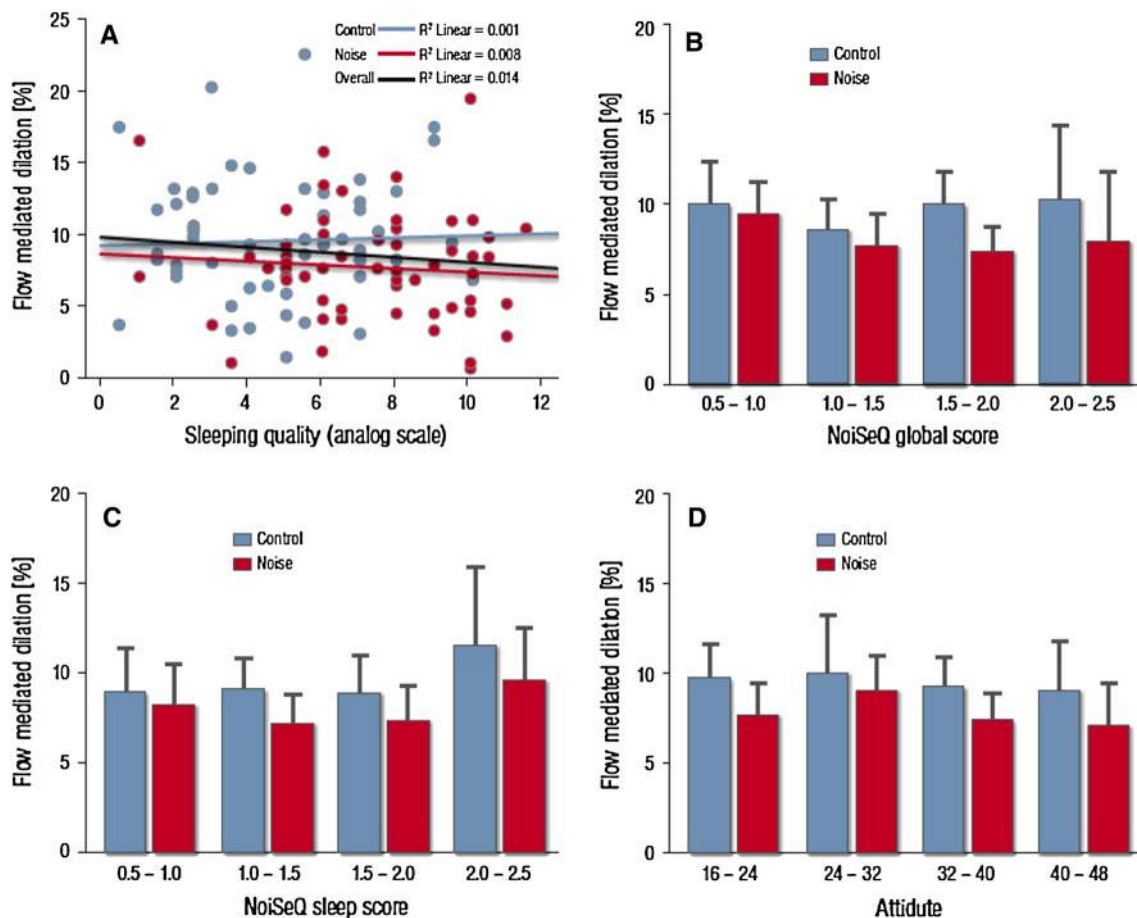 A
Control R² Linear = 0.001
Noise R² Linear = 0.008
Overall R² Linear = 0.014
Flow mediated dilation [%]
25
20
15
10
5
0
0 2 4 6 8 10 12
Sleeping quality (analog scale)
B
Control
Noise
Flow mediated dilation [%]
20
15
10
5
0
0.5 – 1.0 1.0 – 1.5 1.5 – 2.0 2.0 – 2.5
NoiSeQ global score
C
Control
Noise
Flow mediated dilation [%]
20
15
10
5
0
0.5 – 1.0 1.0 – 1.5 1.5 – 2.0 2.0 – 2.5
NoiSeQ sleep score
D
Control
Noise
Flow mediated dilation [%]
20
15
10
5
0
16 – 24 24 – 32 32 – 40 40 – 48
Attidute